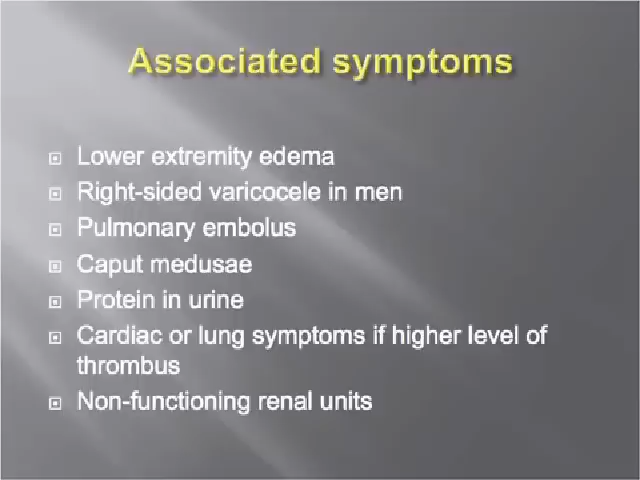 Associated symptoms
Lower extremity edema
Right-sided varicocele in men
Pulmonary embolus
Caput medusae
Protein in urine
Cardiac or lung symptoms if higher level of
thrombus
Non-functioning renal units